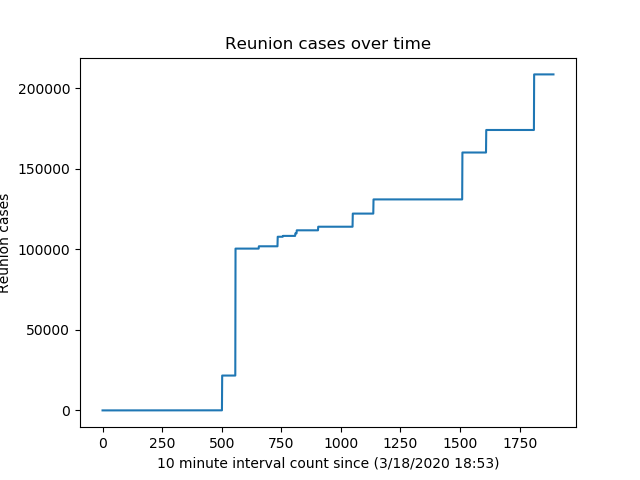 Reunion cases over time
200000
150000
100000
50000
0
Reunion cases
0 250 500 750 1000 1250 1500 1750
10 minute interval count since (3/18/2020 18:53)